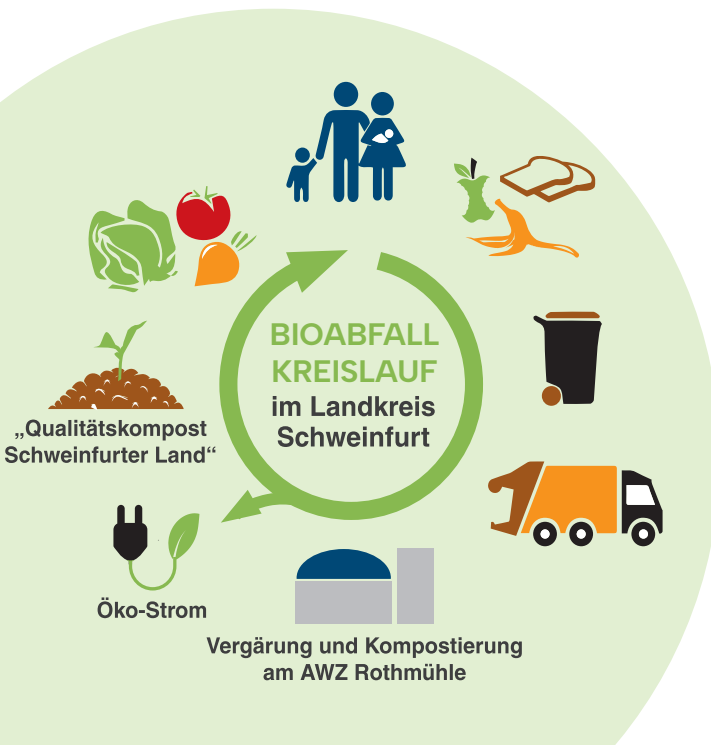 BIOABFALL
KREISLAUF
im Landkreis
Schweinfurt
„Qualitätskompost
Schweinfurter Land“
Öko-Strom
Vergärung und Kompostierung
am AWZ Rothmühle